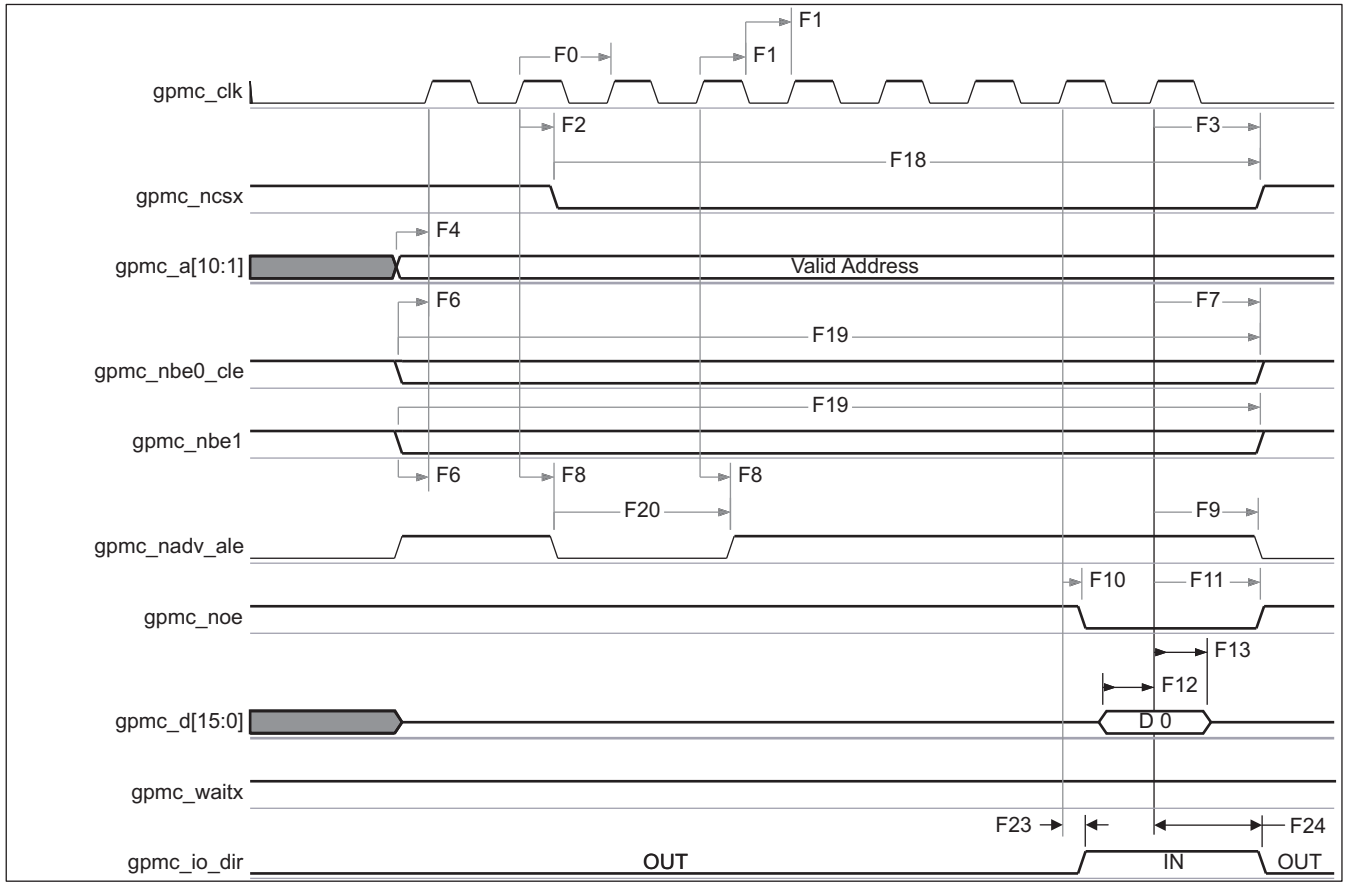 F1
F0
F1
gpmc_clk
F2
F3
F18
gpmc_ncsx
F4
gpmc_a[10:1]
Valid Address
F6
F7
F19
gpmc_nbe0_cle
F19
gpmc_nbe1
F6
F8
F8
F20
F9
gpmc_nadv_ale
F10
F11
gpmc_noe
F13
F12
gpmc_d[15:0]
D 0
gpmc_waitx
F23
F24
gpmc_io_dir
OUT
IN
OUT